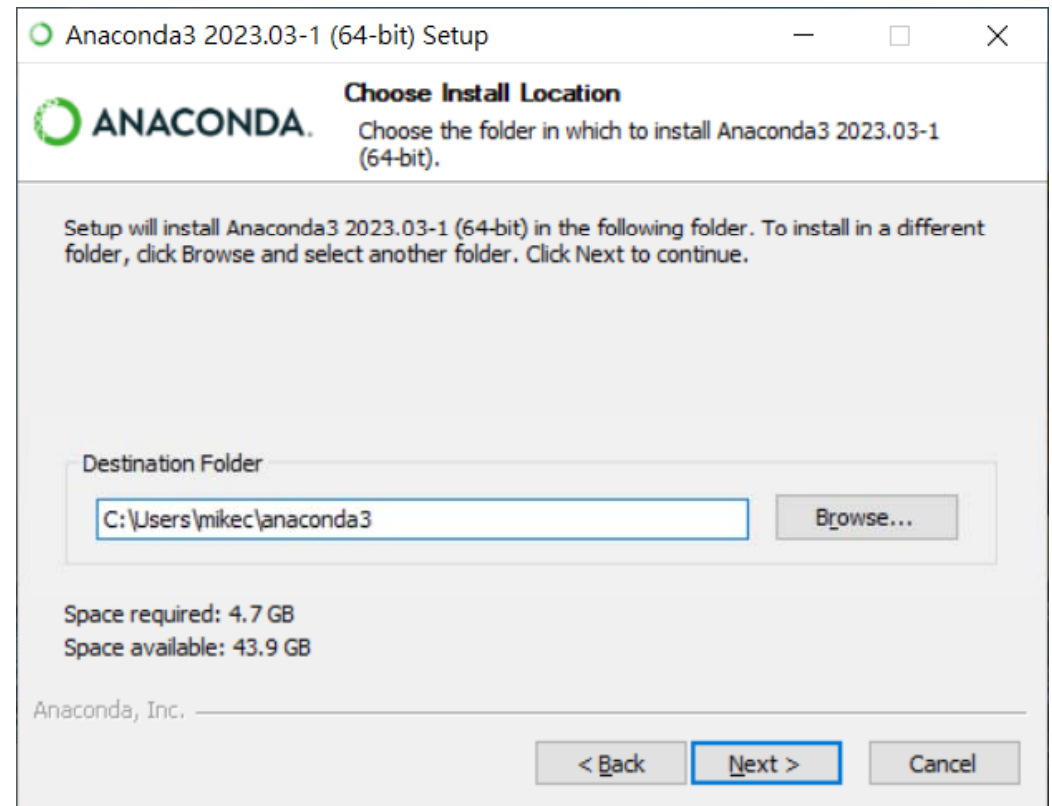 Anaconda3 2023.03-1 (64-bit) Setup
ANACONDA.
Choose Install Location
Choose the folder in which to install Anaconda3 2023.03-1
(64-bit).
Setup will install Anaconda3 2023.03-1 (64-bit) in the following folder. To install in a different
folder, click Browse and select another folder. Click Next to continue.
Destination Folder
C:\Users\mikec\anaconda3
Browse...
Space required: 4.7 GB
Space available: 43.9 GB
Anaconda, Inc.
< Back
Next >
Cancel